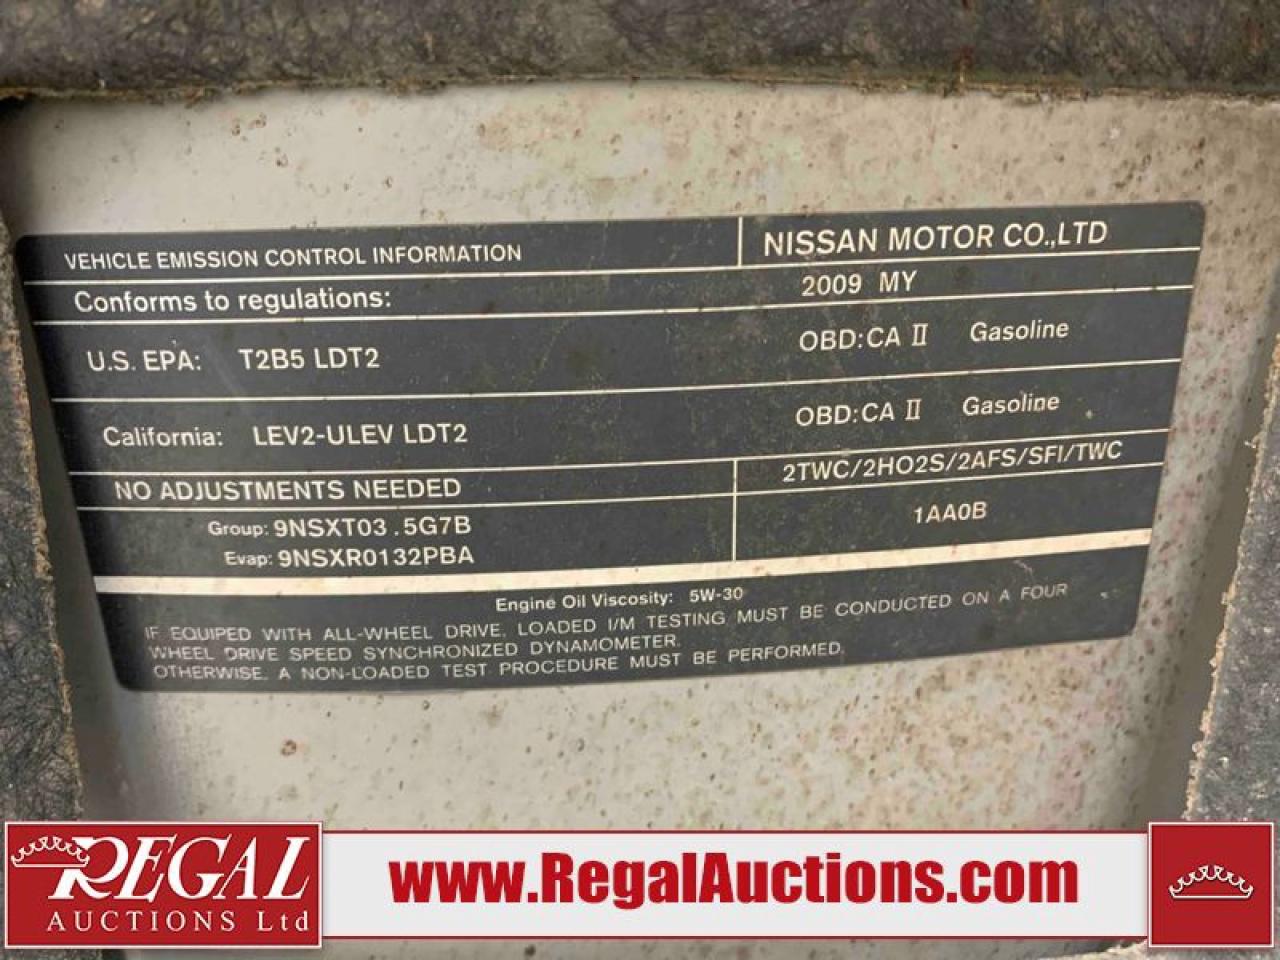 VEHICLE EMISSION CONTROL INFORMATION NISSAN MOTOR CO.,LTD
Conforms to regulations: 2009 MY
U.S. EPA: T2B5 LDT2 OBD:CA II Gasoline
California: LEV2-ULEV LDT2 OBD:CA II Gasoline
NO ADJUSTMENTS NEEDED 2TWC/2HO2S/2AFS/SFI/TWC
Group: 9NSXT03.5G7B 1AA0B
Evap: 9NSXR0132PBA
Engine Oil Viscosity: 5W-30
IF EQUIPED WITH ALL-WHEEL DRIVE, LOADED I/M TESTING MUST BE CONDUCTED ON A FOUR
WHEEL DRIVE SPEED SYNCHRONIZED DYNAMOMETER.
OTHERWISE, A NON-LOADED TEST PROCEDURE MUST BE PERFORMED.
REGAL
AUCTIONS Ltd
www.RegalAuctions.com